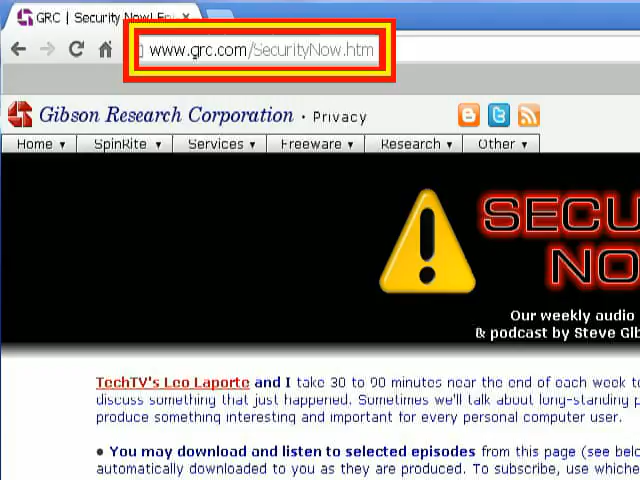 GRC | Security Now! Ep
www.grc.com/SecurityNow.htm
Gibson Research Corporation · Privacy
Home ▾ SpinRite ▾ Services ▾ Freeware ▾ Research ▾ Other ▾
SECU
NO
Our weekly audio
& podcast by Steve Gib
TechTV's Leo Laporte and I take 30 to 90 minutes near the end of each week to
discuss something that just happened. Sometimes we'll talk about long-standing p
produce something interesting and important for every personal computer user.
● You may download and listen to selected episodes from this page (see belo
automatically downloaded to you as they are produced. To subscribe, use whiche